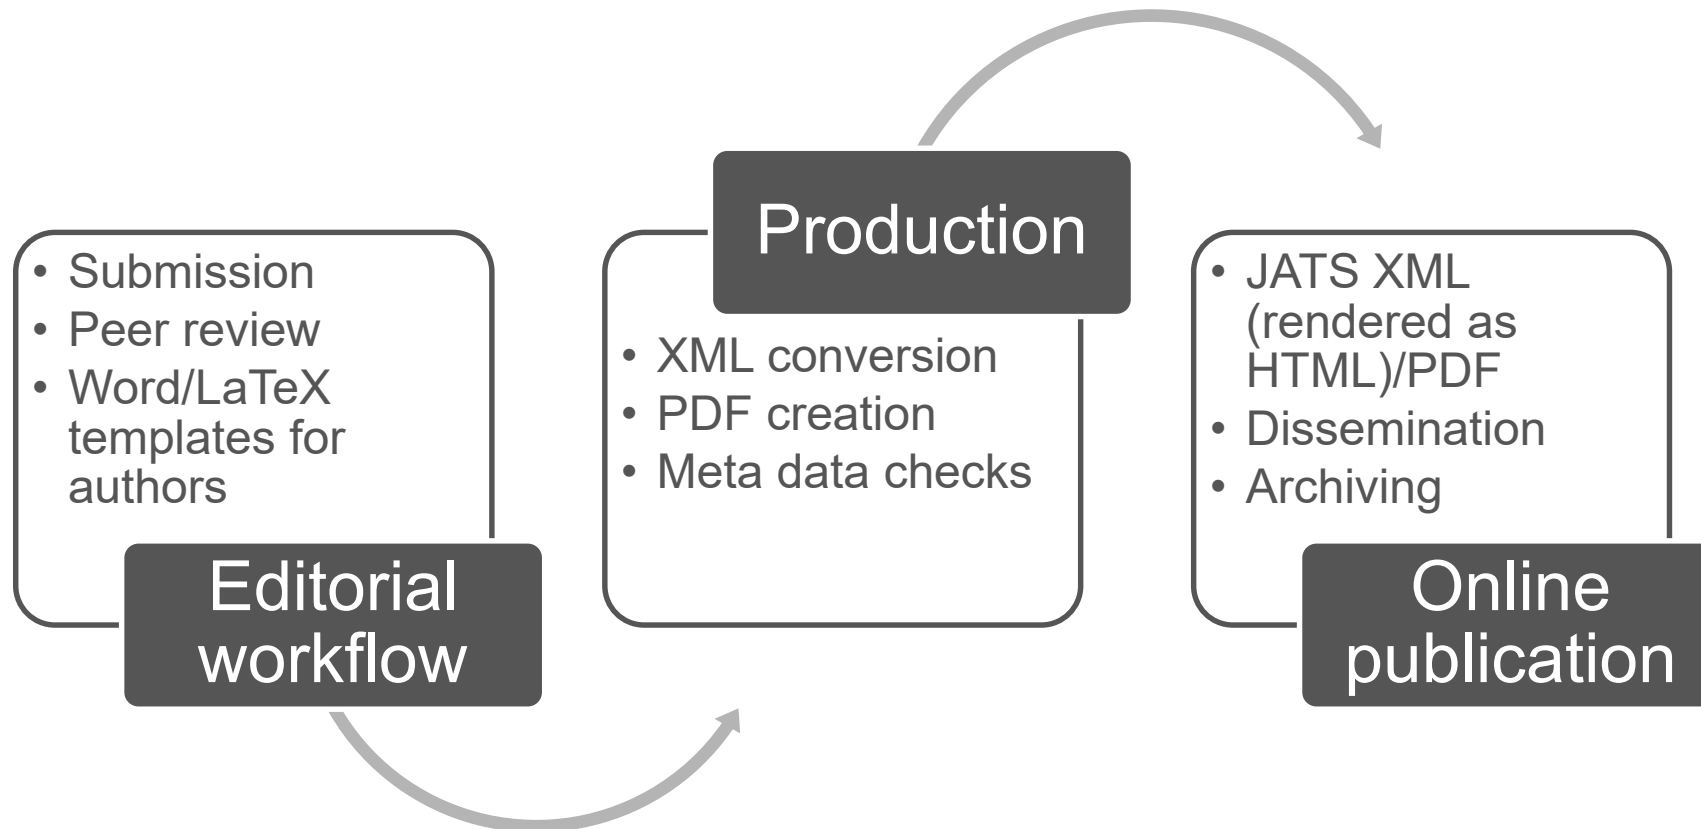 • Submission
• Peer review
• Word/LaTeX
templates for
authors
Editorial
workflow
Production
• XML conversion
• PDF creation
• Meta data checks
• JATS XML
(rendered as
HTML)/PDF
• Dissemination
• Archiving
Online
publication